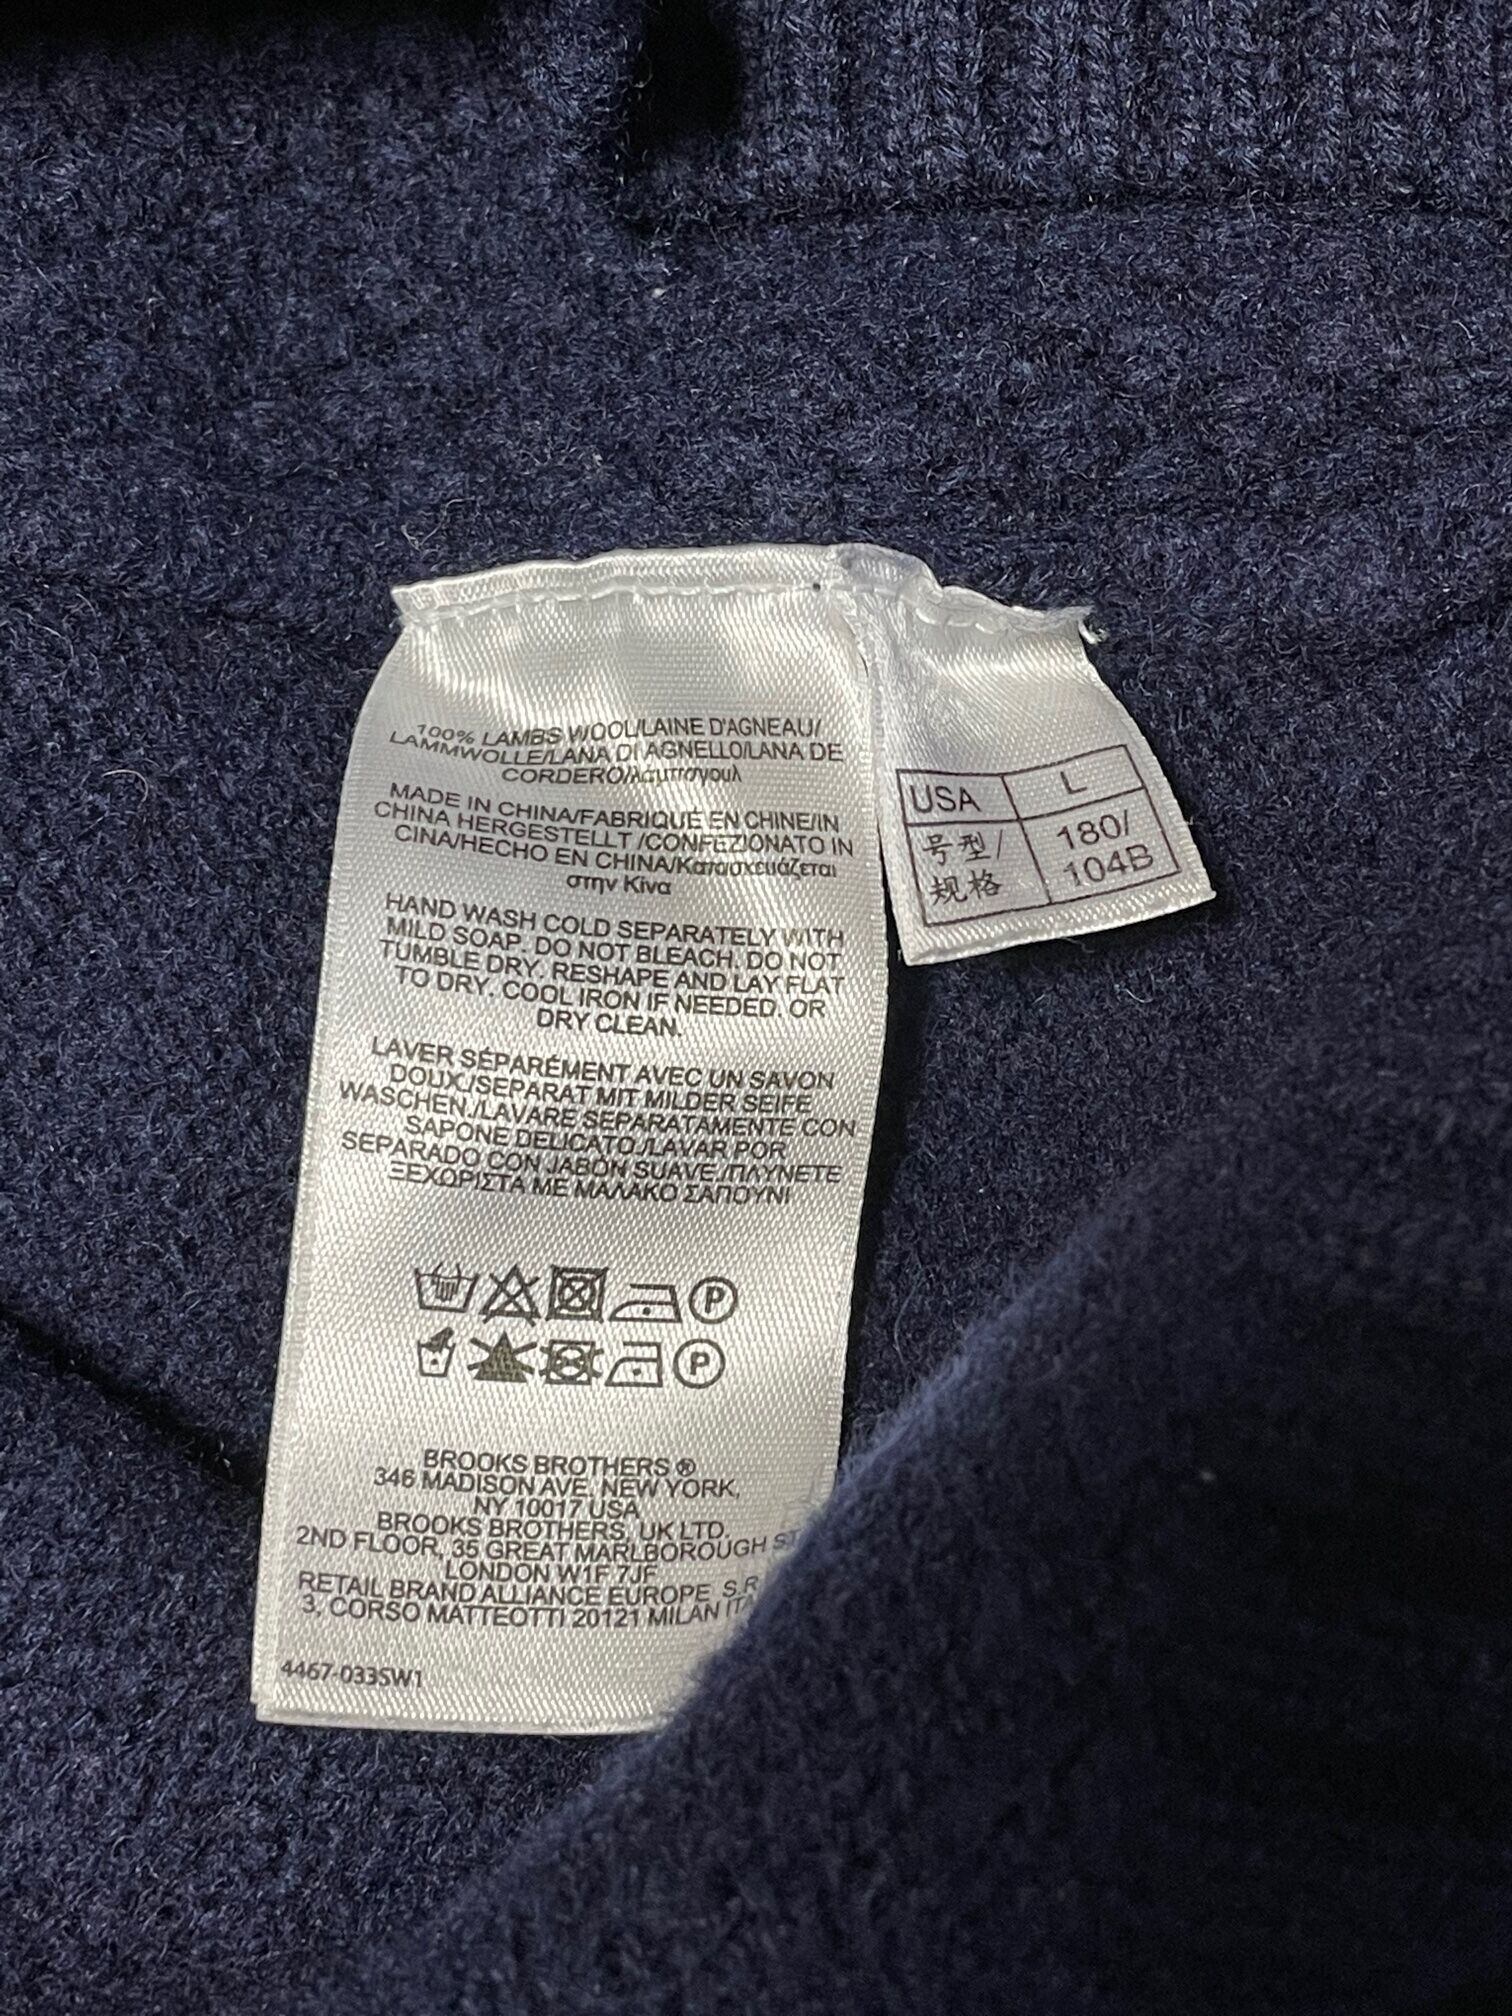 100% LAMBS WOOL/LAINE D'AGNEAU/
LAMMWOLLE/LANA DI AGNELLO/LANA DE
CORDERO/λαμπσγουλ
MADE IN CHINA/FABRIQUÉ EN CHINE/IN
CHINA HERGESTELLT /CONFEZIONATO IN
CINA/HECHO EN CHINA/Κατασκευάζεται
στην Κίνα
HAND WASH COLD SEPARATELY WITH
MILD SOAP. DO NOT BLEACH. DO NOT
TUMBLE DRY. RESHAPE AND LAY FLAT
TO DRY. COOL IRON IF NEEDED. OR
DRY CLEAN.
LAVER SÉPARÉMENT AVEC UN SAVON
DOUX./SEPARAT MIT MILDER SEIFE
WASCHEN./LAVARE SEPARATAMENTE CON
SAPONE DELICATO./LAVAR POR
SEPARADO CON JABÓN SUAVE./ΠΛΥΝΕΤΕ
ΞΕΧΩΡΙΣΤΑ ΜΕ ΜΑΛΑΚΟ ΣΑΠΟΥΝΙ
P
P
BROOKS BROTHERS ®
346 MADISON AVE. NEW YORK,
NY 10017 USA
BROOKS BROTHERS, UK LTD.
2ND FLOOR, 35 GREAT MARLBOROUGH ST
LONDON W1F 7JF
RETAIL BRAND ALLIANCE EUROPE S.R
3, CORSO MATTEOTTI 20121 MILAN ITA
4467-033SW1
USA L
号型/ 180/
规格 104B